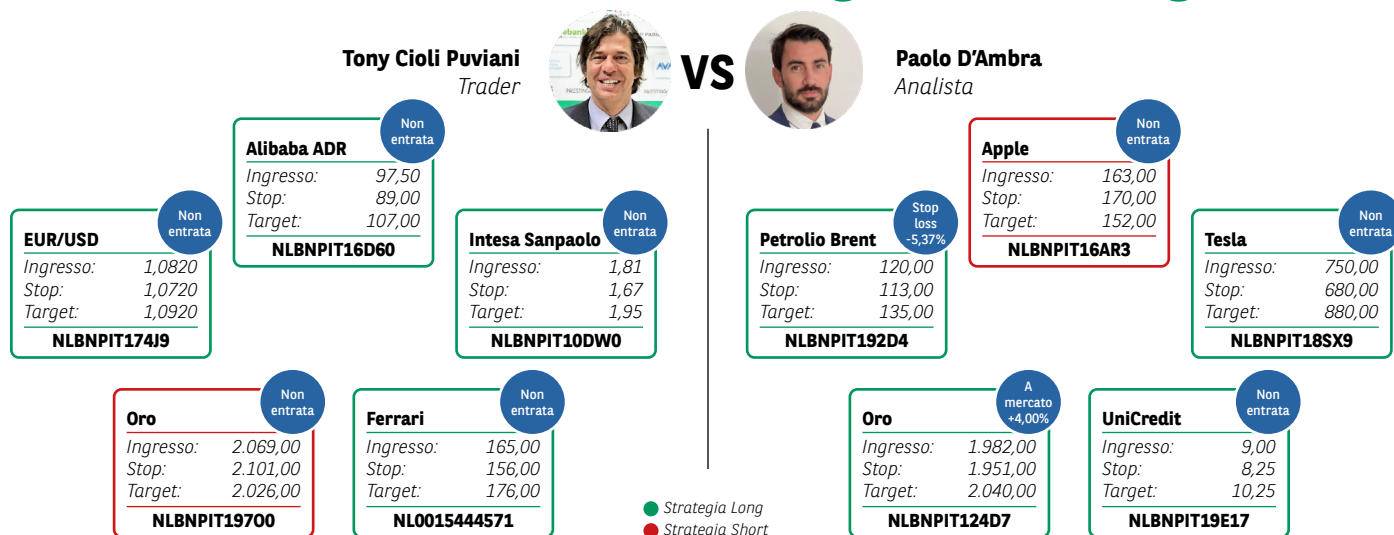 Tony Cioli Puviani
Trader
VS
Paolo D'Ambra
Analista
Non
entrata
Alibaba ADR
Ingresso: 97,50
Stop: 89,00
Target: 107,00
NLBNPIT16D60
Non
entrata
EUR/USD
Ingresso: 1,0820
Stop: 1,0720
Target: 1,0920
NLBNPIT174J9
Non
entrata
Intesa Sanpaolo
Ingresso: 1,81
Stop: 1,67
Target: 1,95
NLBNPIT10DW0
Non
entrata
Oro
Ingresso: 2.069,00
Stop: 2.101,00
Target: 2.026,00
NLBNPIT19700
Non
entrata
Ferrari
Ingresso: 165,00
Stop: 156,00
Target: 176,00
NL0015444571
Non
entrata
Apple
Ingresso: 163,00
Stop: 170,00
Target: 152,00
NLBNPIT16AR3
Stop
loss
-5,37%
Petrolio Brent
Ingresso: 120,00
Stop: 113,00
Target: 135,00
NLBNPIT192D4
Non
entrata
Tesla
Ingresso: 750,00
Stop: 680,00
Target: 880,00
NLBNPIT18SX9
A
mercato
+4,00%
Oro
Ingresso: 1.982,00
Stop: 1.951,00
Target: 2.040,00
NLBNPIT124D7
Non
entrata
UniCredit
Ingresso: 9,00
Stop: 8,25
Target: 10,25
NLBNPIT19E17
Strategia Long
Strategia Short